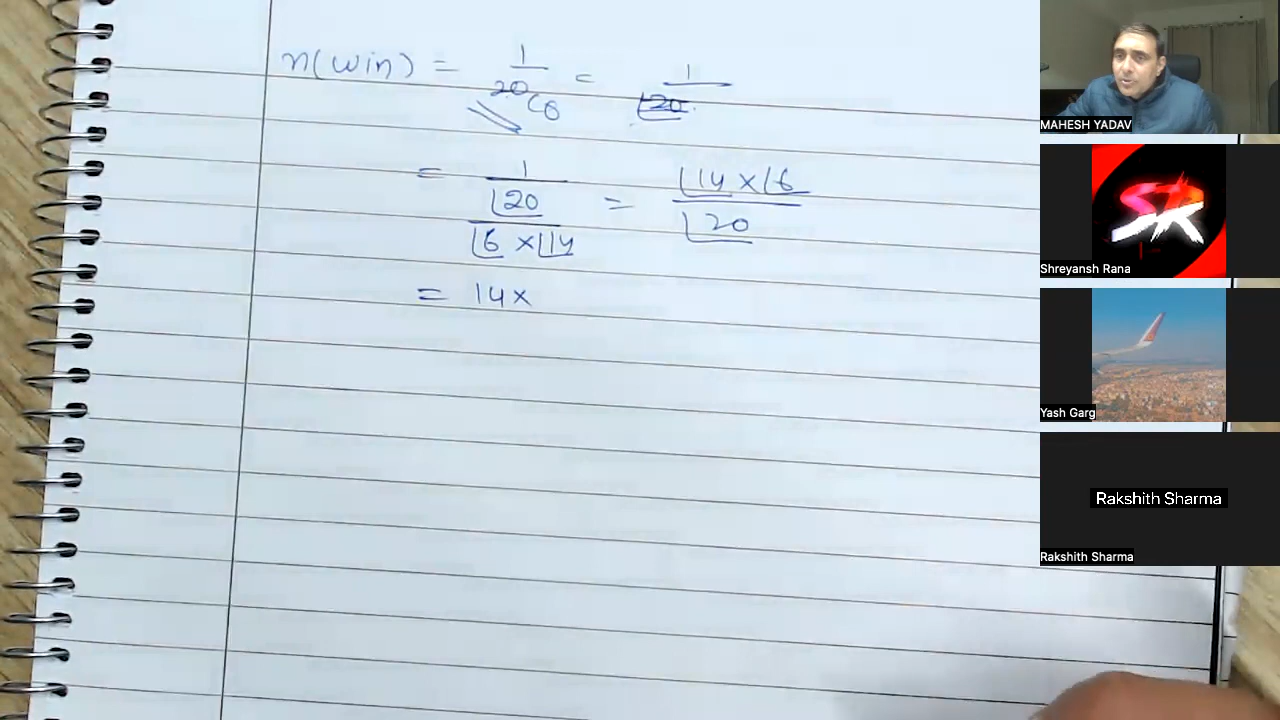 n(win) = 1 / 20C6 = 1 / |20
= 1 / (|20 / (|6 × |14)) = |14 × |6 / |20
= 14 ×
MAHESH YADAV
SR
Shreyansh Rana
Yash Garg
Rakshith Sharma
Rakshith Sharma